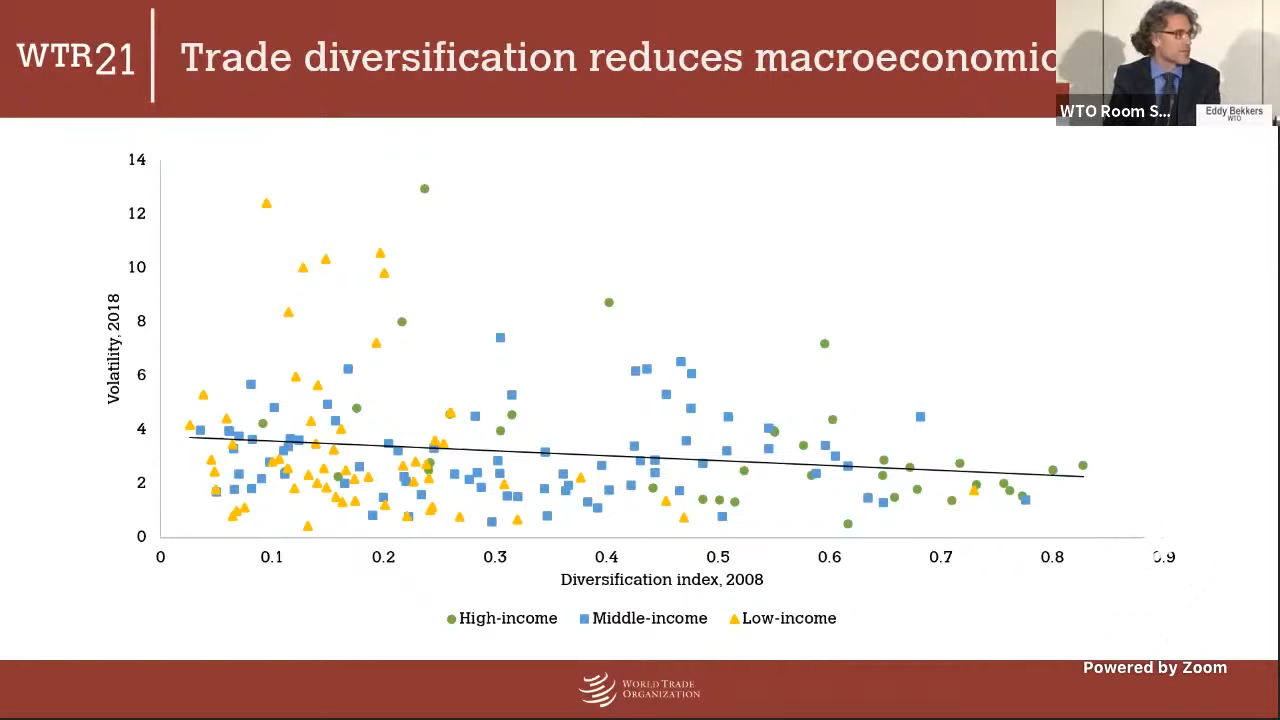 WTR21
Trade diversification reduces macroeconomic
WTO Room S...
Eddy Bekkers
WTO
14
12
10
8
6
4
2
0
Volatility, 2018
0 0.1 0.2 0.3 0.4 0.5 0.6 0.7 0.8 0.9
Diversification index, 2008
High-income Middle-income Low-income
Powered by Zoom
WORLD TRADE
ORGANIZATION